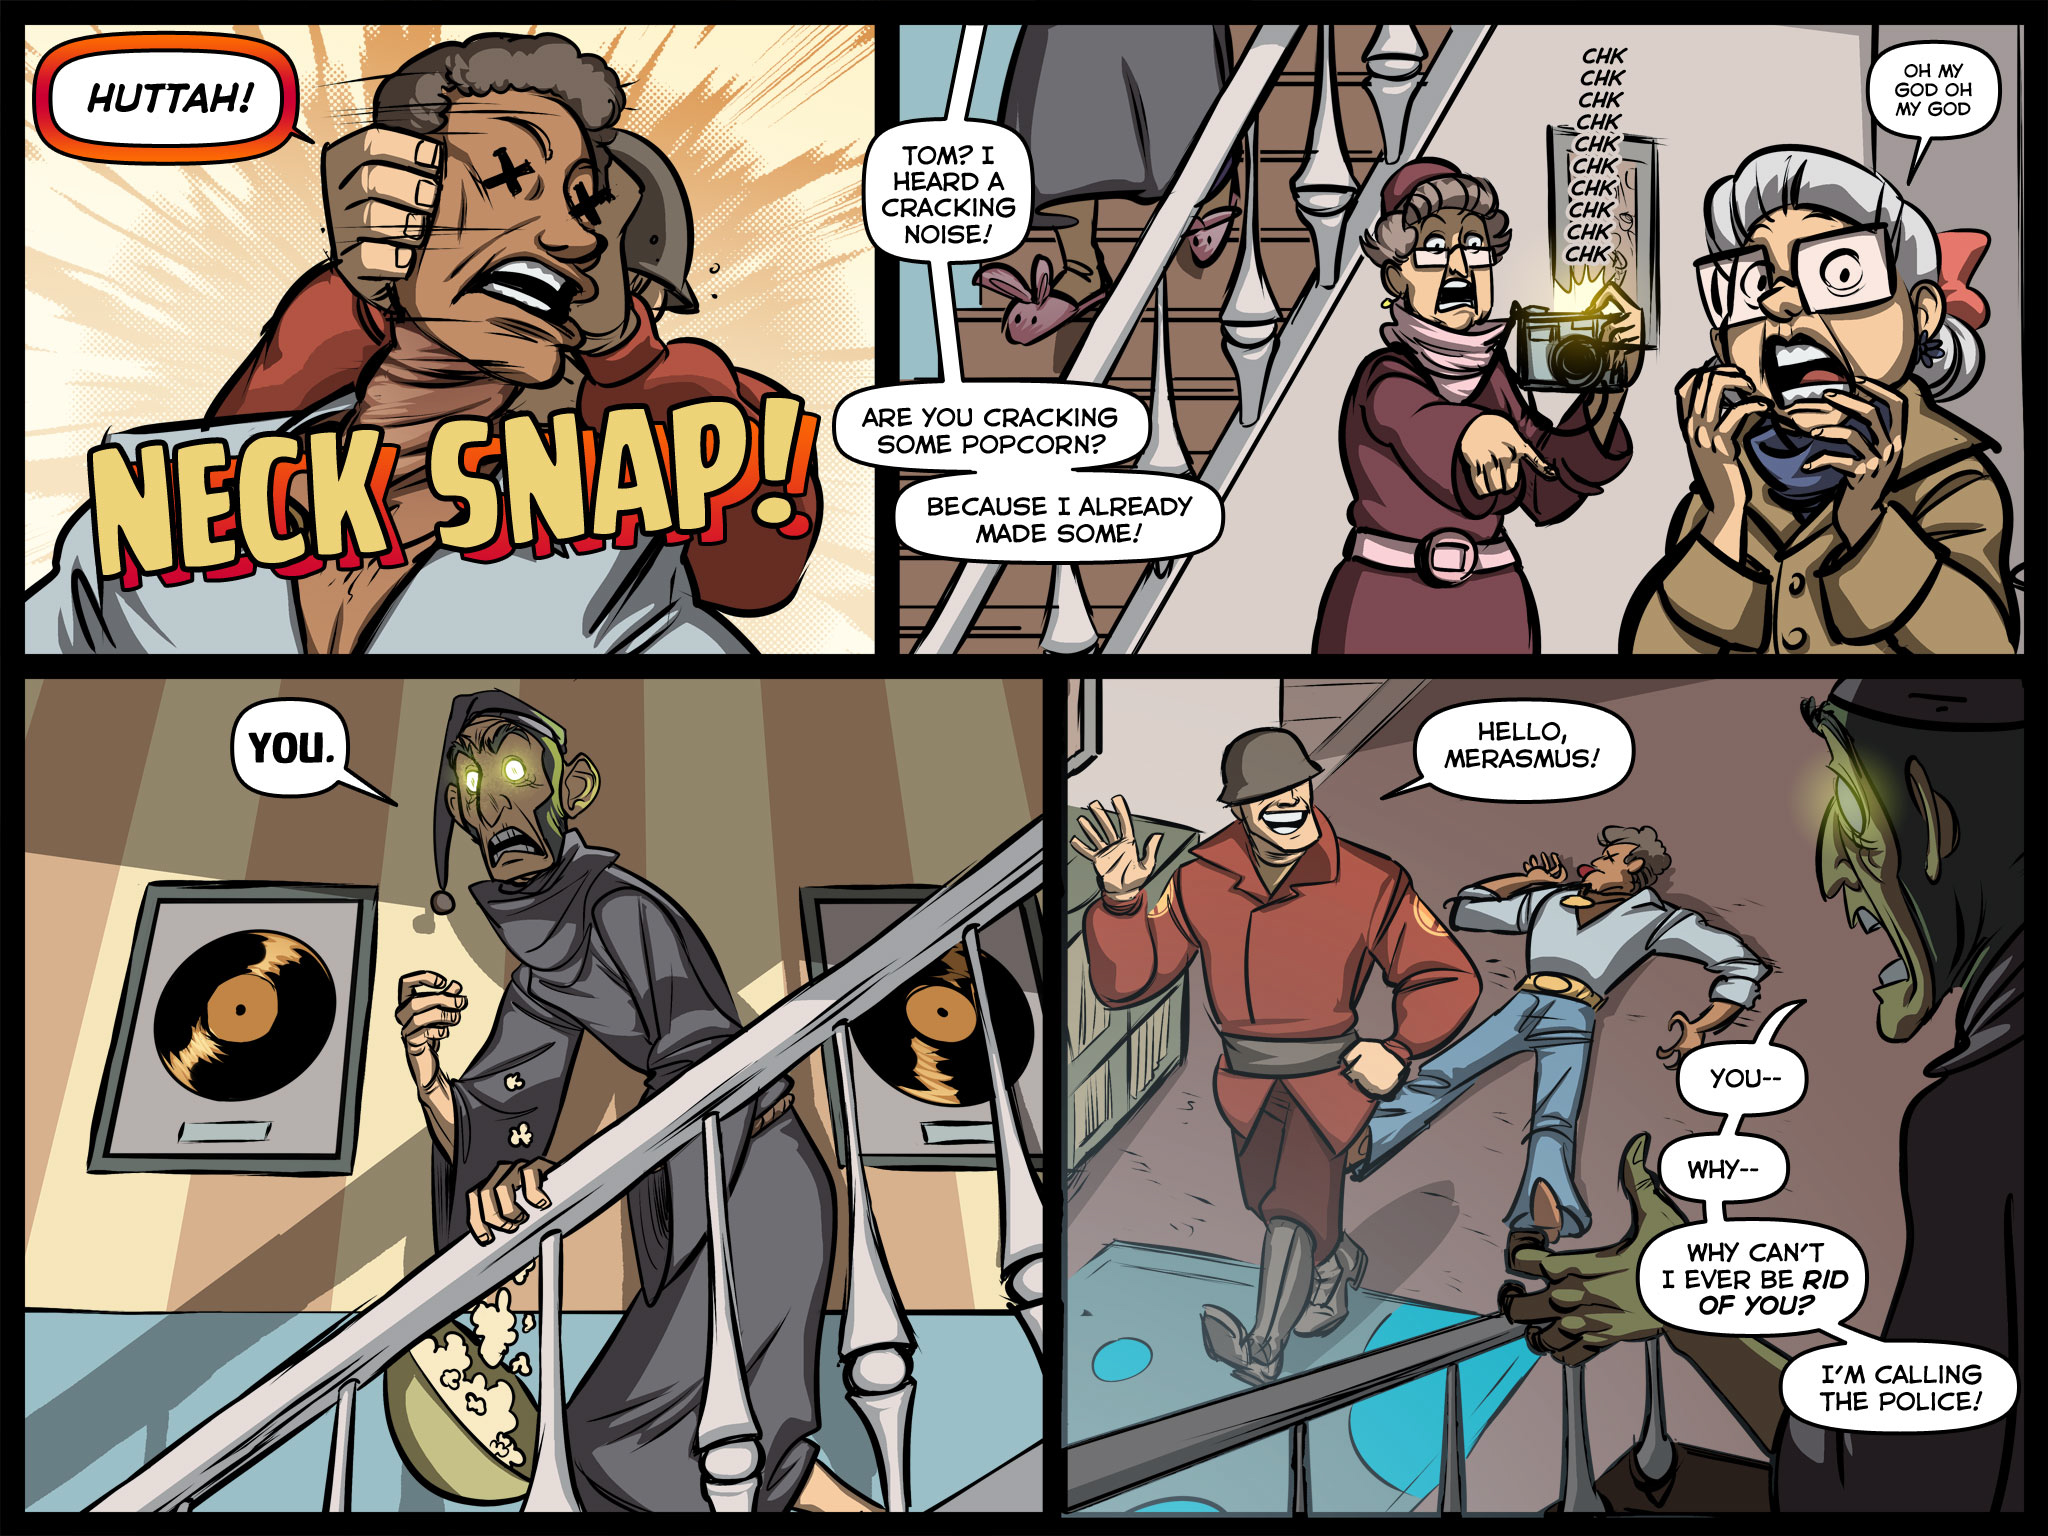 HUTTAH!
NECK SNAP!
TOM? I
HEARD A
CRACKING
NOISE!
ARE YOU CRACKING
SOME POPCORN?
BECAUSE I ALREADY
MADE SOME!
CHK
CHK
CHK
CHK
CHK
CHK
CHK
CHK
CHK
CHK
OH MY
GOD OH
MY GOD
YOU.
HELLO,
MERASMUS!
YOU--
WHY--
WHY CAN'T
I EVER BE RID
OF YOU?
I'M CALLING
THE POLICE!